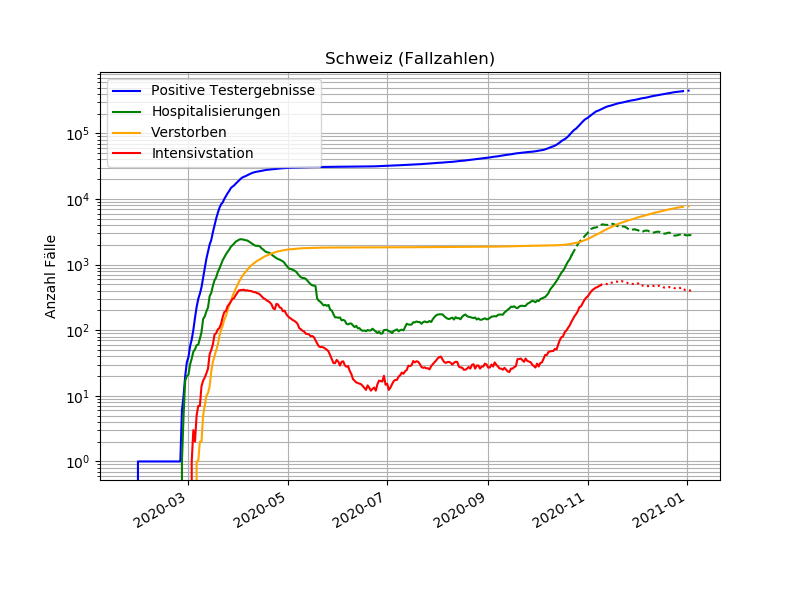 Schweiz (Fallzahlen)
Positive Testergebnisse
Hospitalisierungen
Verstorben
Intensivstation
Anzahl Fälle
10^5
10^4
10^3
10^2
10^1
10^0
2020-03
2020-05
2020-07
2020-09
2020-11
2021-01